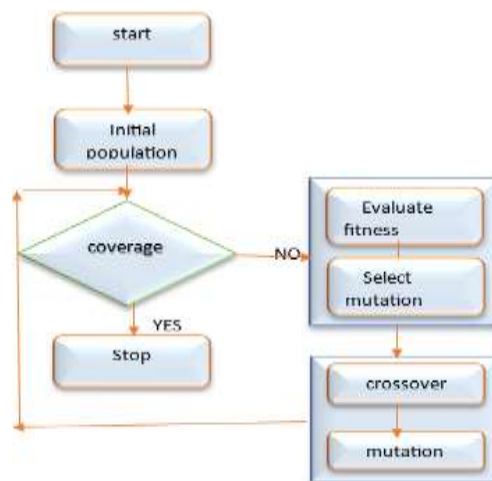 start
Initial
population
coverage
NO
YES
Stop
Evaluate
fitness
Select
mutation
crossover
mutation